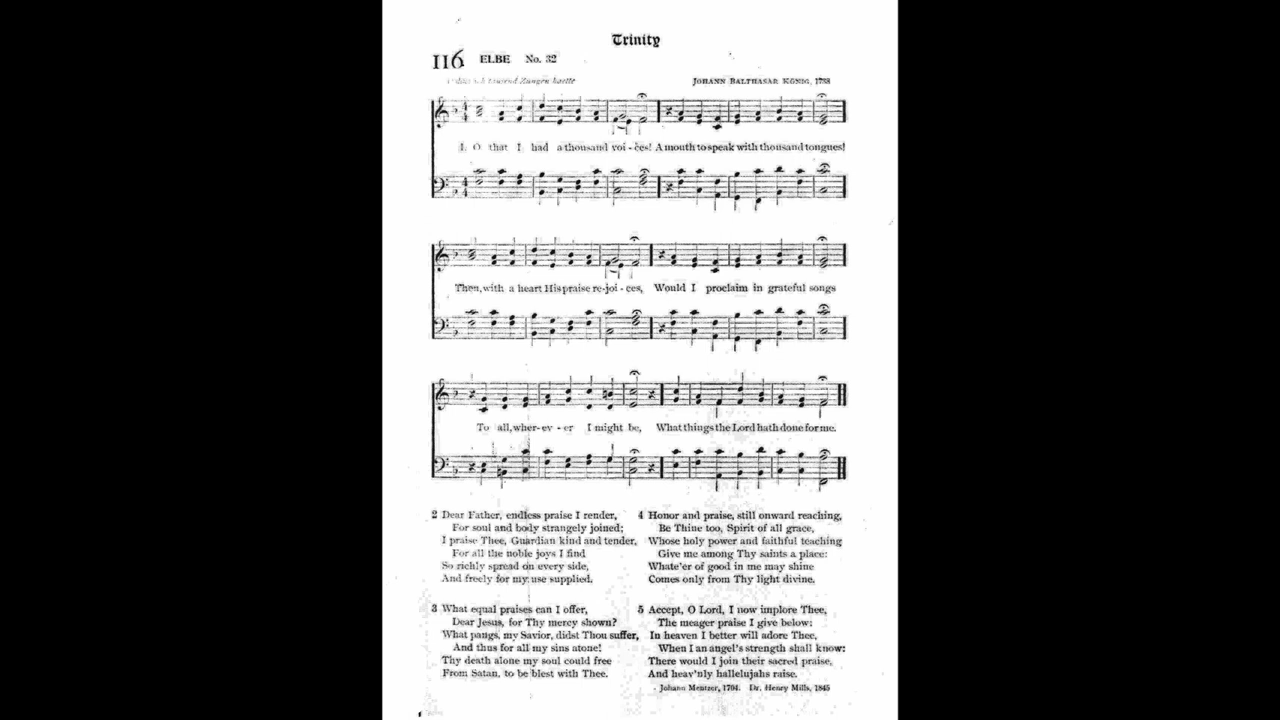 Trinity
116 ELBE No. 32
tausend Zungen haette JOHANN BALTHASAR KÖNIG, 1738
1. O that I had a thousand voi - ces! A mouth to speak with thousand tongues!
Then, with a heart His praise re-joi - ces, Would I proclaim in grateful songs
To all, wher-ev - er I might be, What things the Lord hath done for me.
2 Dear Father, endless praise I render,
For soul and body strangely joined;
I praise Thee, Guardian kind and tender,
For all the noble joys I find
So richly spread on every side,
And freely for my use supplied.
3 What equal praises can I offer,
Dear Jesus, for Thy mercy shown?
What pangs, my Savior, didst Thou suffer,
And thus for all my sins atone!
Thy death alone my soul could free
From Satan, to be blest with Thee.
4 Honor and praise, still onward reaching,
Be Thine too, Spirit of all grace,
Whose holy power and faithful teaching
Give me among Thy saints a place:
Whate'er of good in me may shine
Comes only from Thy light divine.
5 Accept, O Lord, I now implore Thee,
The meager praise I give below:
In heaven I better will adore Thee,
When I an angel's strength shall know:
There would I join their sacred praise,
And heav'nly hallelujahs raise.
Johann Mentzer, 1704. Dr. Henry Mills, 1845